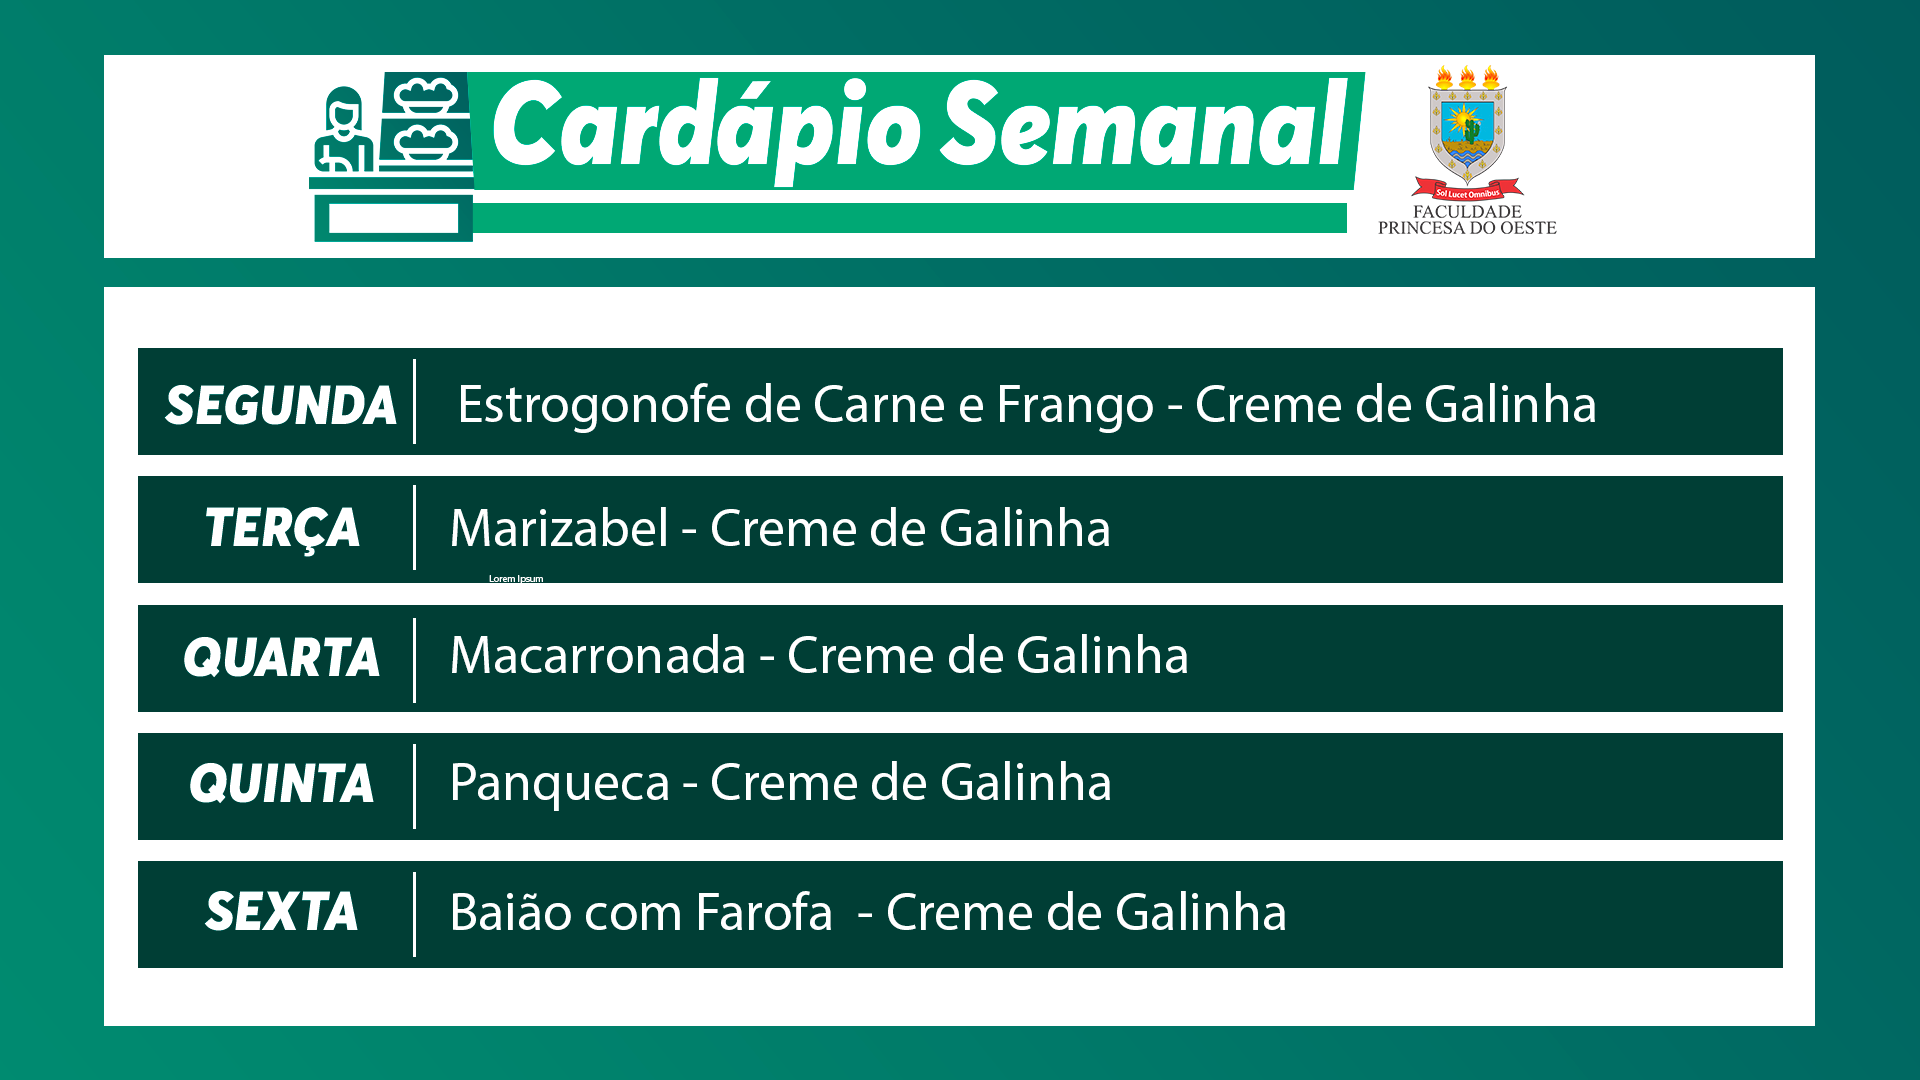 Cardápio Semanal
Sol Lucet Omnibus
FACULDADE
PRINCESA DO OESTE
SEGUNDA Estrogonofe de Carne e Frango - Creme de Galinha
TERÇA Marizabel - Creme de Galinha
Lorem Ipsum
QUARTA Macarronada - Creme de Galinha
QUINTA Panqueca - Creme de Galinha
SEXTA Baião com Farofa - Creme de Galinha